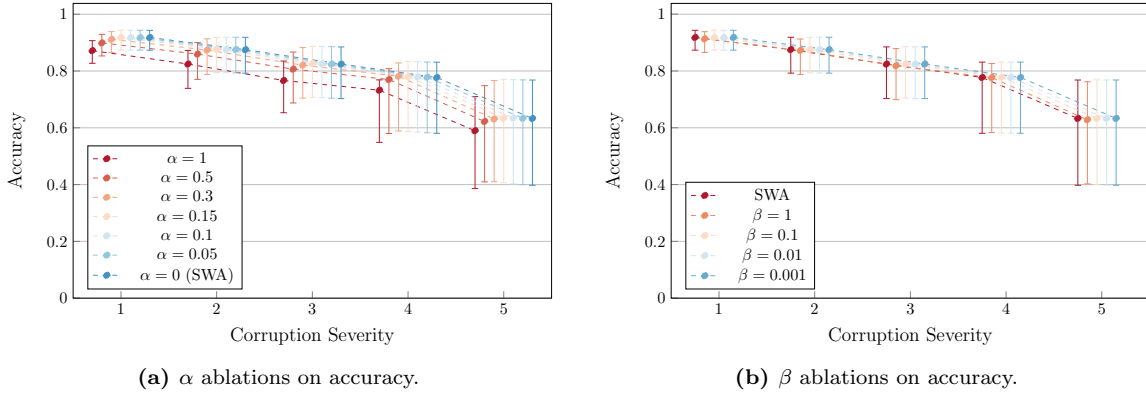 1
0.8
0.6
0.4
0.2
0
Accuracy
α = 1
α = 0.5
α = 0.3
α = 0.15
α = 0.1
α = 0.05
α = 0 (SWA)
1 2 3 4 5
Corruption Severity
(a) α ablations on accuracy.
1
0.8
0.6
0.4
0.2
0
Accuracy
SWA
β = 1
β = 0.1
β = 0.01
β = 0.001
1 2 3 4 5
Corruption Severity
(b) β ablations on accuracy.